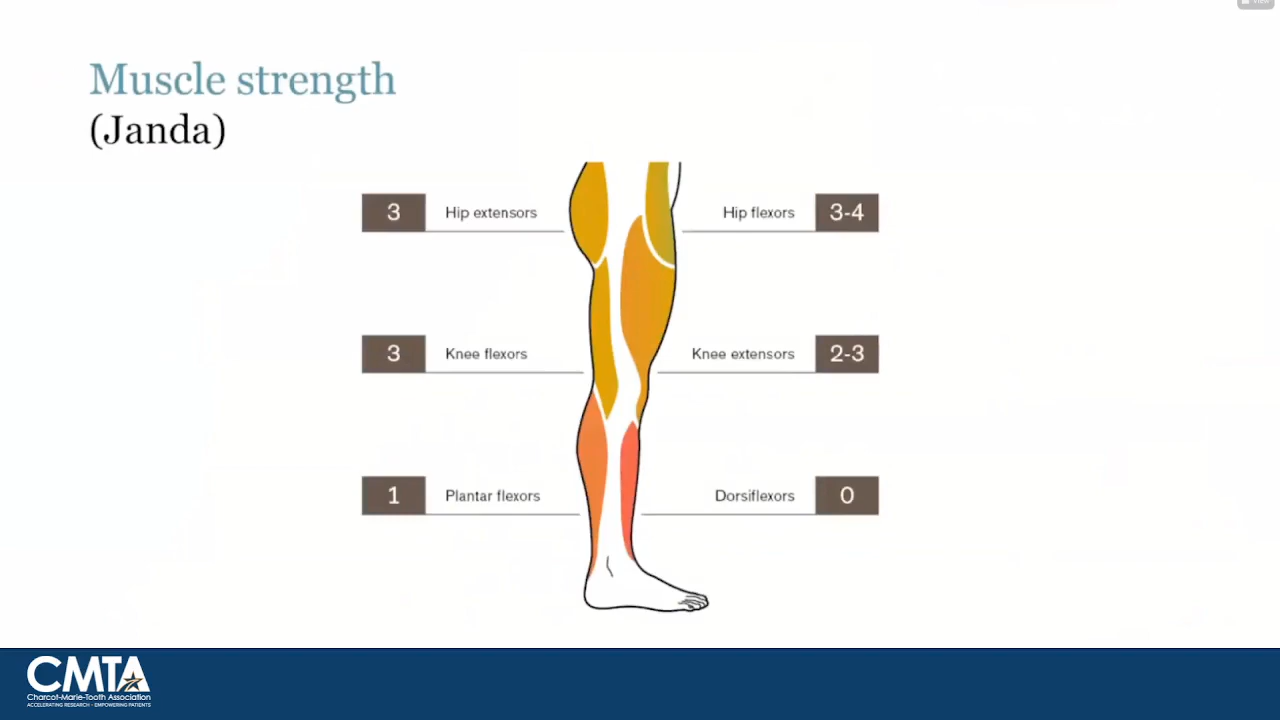 View
Muscle strength
(Janda)
3 Hip extensors Hip flexors 3-4
3 Knee flexors Knee extensors 2-3
1 Plantar flexors Dorsiflexors 0
CMTA
Charcot-Marie-Tooth Association
ACCELERATING RESEARCH • EMPOWERING PATIENTS